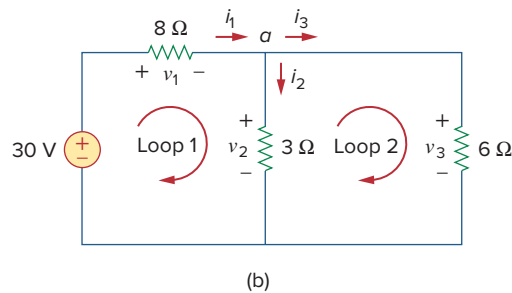 8 Ω
i₁
a
i₃
+ v₁ −
i₂
30 V
+
−
Loop 1
+
v₂
−
3 Ω
Loop 2
+
v₃
−
6 Ω
(b)